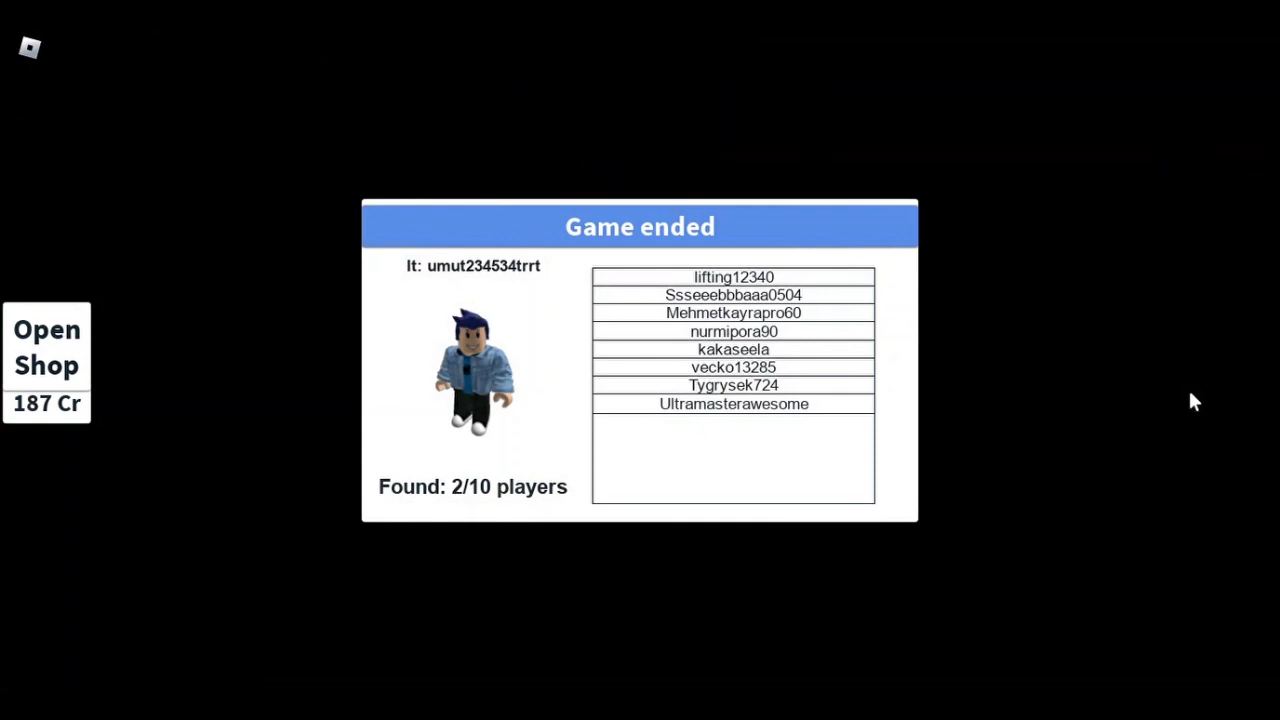 Game ended
It: umut234534trrt
lifting12340
Ssseeebbbaaa0504
Mehmetkayrapro60
nurmipora90
kakaseela
vecko13285
Tygrysek724
Ultramasterawesome
Found: 2/10 players
Open
Shop
187 Cr